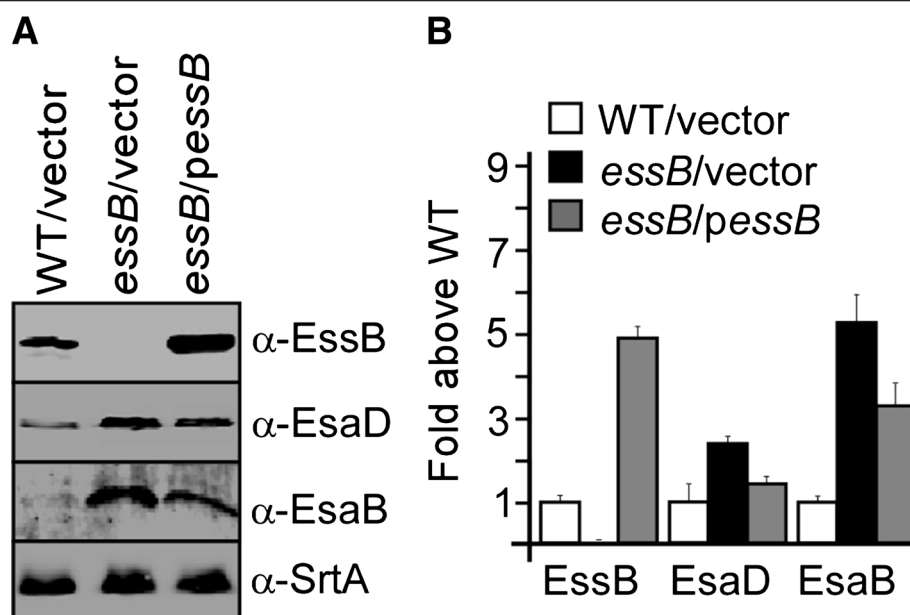 A
WT/vector
essB/vector
essB/pessB
α-EssB
α-EsaD
α-EsaB
α-SrtA
B
WT/vector
essB/vector
essB/pessB
Fold above WT
9
7
5
3
1
EssB EsaD EsaB